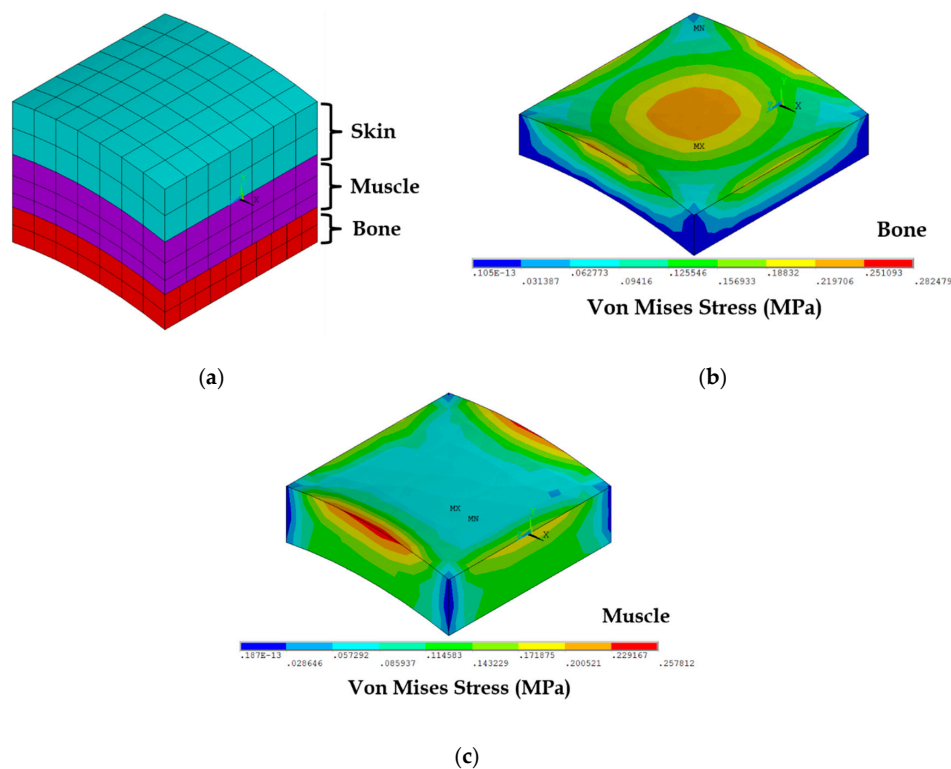 Skin
Muscle
Bone
X
(a)
MN
X
MX
Bone
.105E-13 .062773 .125546 .18832 .251093
.031387 .09416 .156933 .219706 .282479
Von Mises Stress (MPa)
(b)
MX
MN
X
Muscle
.187E-13 .057292 .114583 .171875 .229167
.028646 .085937 .143229 .200521 .257812
Von Mises Stress (MPa)
(c)